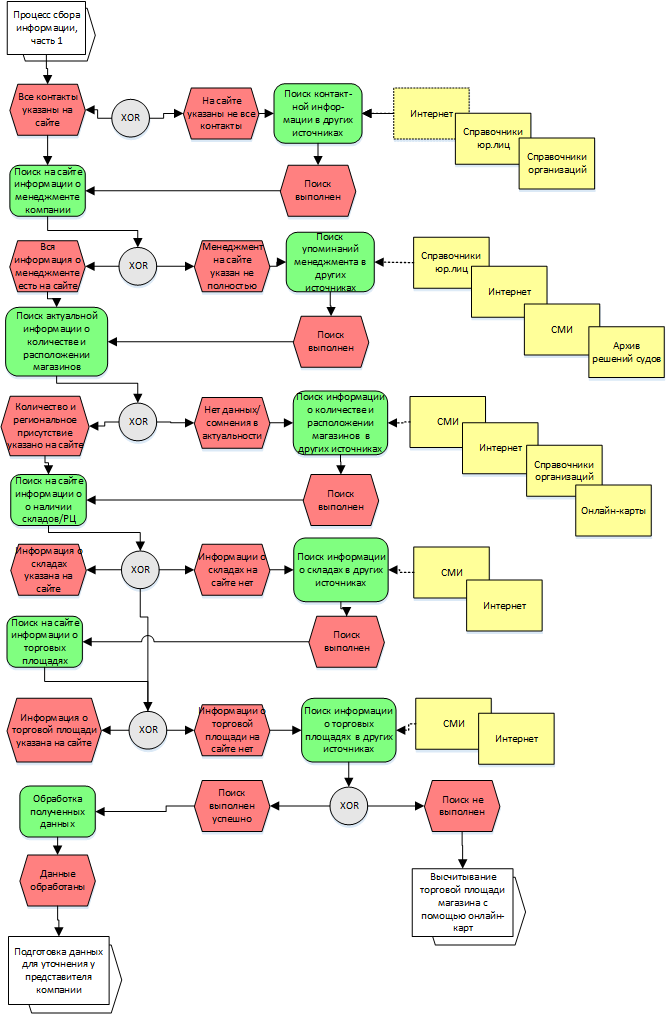 Процесс сбора
информации,
часть 1
Все контакты
указаны на
сайте
XOR
На сайте
указаны не все
контакты
Поиск контакт-
ной инфор-
мации в других
источниках
Интернет
Справочники
юр.лиц
Справочники
организаций
Поиск на сайте
информации о
менеджменте
компании
Поиск
выполнен
Вся
информация о
менеджменте
есть на сайте
XOR
Менеджмент
на сайте
указан не
полностью
Поиск
упоминаний
менеджмента в
других
источниках
Справочники
юр.лиц
Интернет
СМИ
Архив
решений судов
Поиск актуальной
информации о
количестве и
расположении
магазинов
Поиск
выполнен
Количество и
региональное
присутствие
указано на сайте
XOR
Нет данных/
сомнения в
актуальности
Поиск информации
о количестве и
расположении
магазинов в
других источниках
СМИ
Интернет
Справочники
организаций
Онлайн-карты
Поиск на сайте
информации о
о наличии
складов/РЦ
Поиск
выполнен
Информация о
складах
указана на
сайте
XOR
Информации о
складах на
сайте нет
Поиск информации
о складах в других
источниках
СМИ
Интернет
Поиск на сайте
информации о
торговых
площадях
Поиск
выполнен
Информация о
торговой площади
указана на сайте
XOR
Информации о
торговой
площади на
сайте нет
Поиск информации
о торговых
площадях в других
источниках
СМИ
Интернет
Обработка
полученных
данных
Поиск
выполнен
успешно
XOR
Поиск не
выполнен
Данные
обработаны
Высчитывание
торговой площади
магазина с
помощью онлайн-
карт
Подготовка данных
для уточнения у
представителя
компании